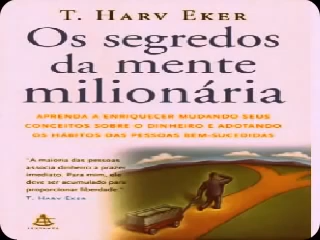 T. HARV EKER
Os segredos
da mente
milionária
APRENDA A ENRIQUECER MUDANDO SEUS
CONCEITOS SOBRE O DINHEIRO E ADOTANDO
OS HÁBITOS DAS PESSOAS BEM-SUCEDIDAS
"A maioria das pessoas
associa dinheiro a prazer
imediato. Para mim, ele
deve ser acumulado para
proporcionar liberdade."
T. HARV EKER
SEXTANTE